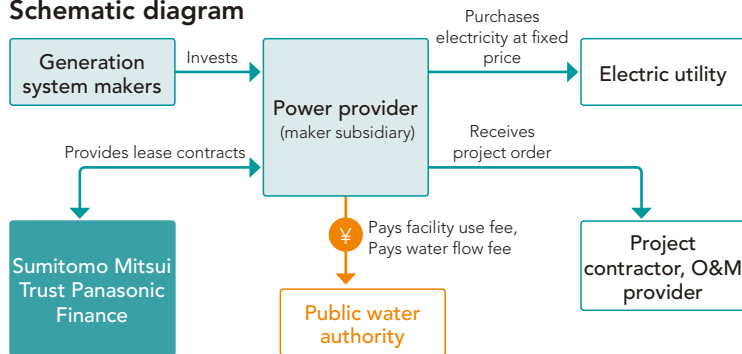 Schematic diagram
Generation
system makers
Invests
Power provider
(maker subsidiary)
Purchases
electricity at fixed
price
Electric utility
Provides lease contracts
Receives
project order
Sumitomo Mitsui
Trust Panasonic
Finance
¥
Pays facility use fee,
Pays water flow fee
Public water
authority
Project
contractor, O&M
provider